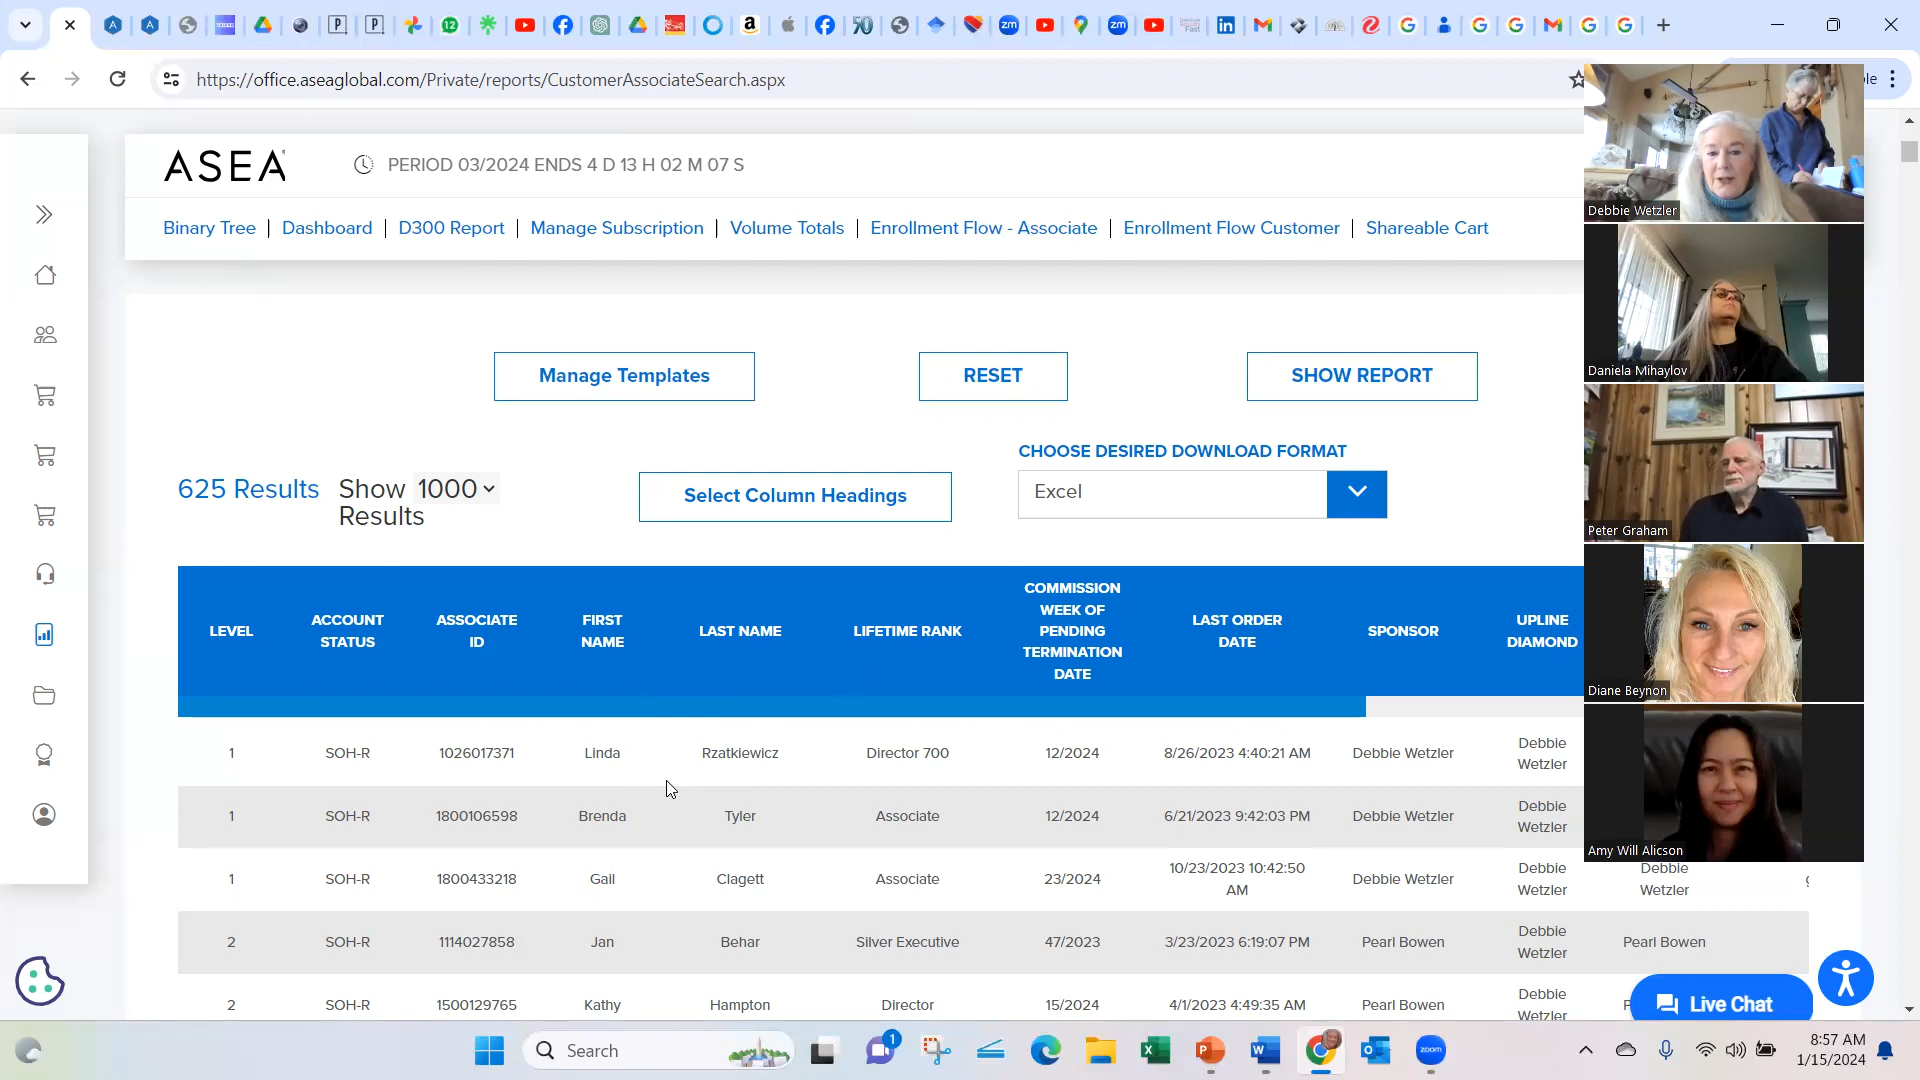 https://office.aseaglobal.com/Private/reports/CustomerAssociateSearch.aspx
ASEA
PERIOD 03/2024 ENDS 4 D 13 H 02 M 07 S
Binary Tree | Dashboard | D300 Report | Manage Subscription | Volume Totals | Enrollment Flow - Associate | Enrollment Flow Customer | Shareable Cart
Debbie Wetzler
Daniela Mihaylov
Peter Graham
Diane Beynon
Amy Will Alicson
Manage Templates RESET SHOW REPORT
CHOOSE DESIRED DOWNLOAD FORMAT
625 Results Show 1000
Results
Select Column Headings
Excel
LEVEL
ACCOUNT
STATUS
ASSOCIATE
ID
FIRST
NAME
LAST NAME
LIFETIME RANK
COMMISSION
WEEK OF
PENDING
TERMINATION
DATE
LAST ORDER
DATE
SPONSOR
UPLINE
DIAMOND
1 SOH-R 1026017371 Linda Rzatkiewicz Director 700 12/2024 8/26/2023 4:40:21 AM Debbie Wetzler Debbie
Wetzler
1 SOH-R 1800106598 Brenda Tyler Associate 12/2024 6/21/2023 9:42:03 PM Debbie Wetzler Debbie
Wetzler
1 SOH-R 1800433218 Gail Clagett Associate 23/2024 10/23/2023 10:42:50
AM
Debbie Wetzler Debbie
Wetzler
Debbie
Wetzler
2 SOH-R 1114027858 Jan Behar Silver Executive 47/2023 3/23/2023 6:19:07 PM Pearl Bowen Debbie
Wetzler
Pearl Bowen
2 SOH-R 1500129765 Kathy Hampton Director 15/2024 4/1/2023 4:49:35 AM Pearl Bowen Debbie
Wetzler
Live Chat
Search
1
zoom
8:57 AM
1/15/2024